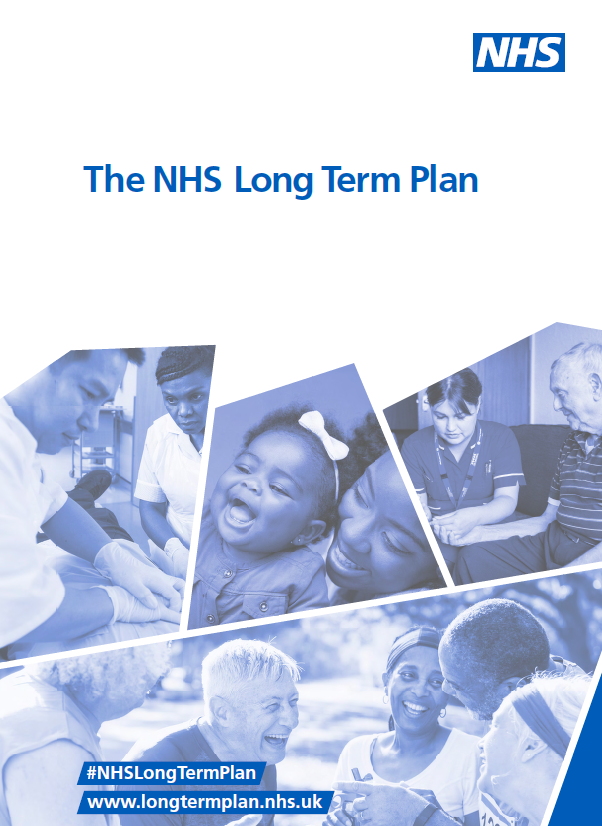 NHS
The NHS Long Term Plan
#NHSLongTermPlan
www.longtermplan.nhs.uk